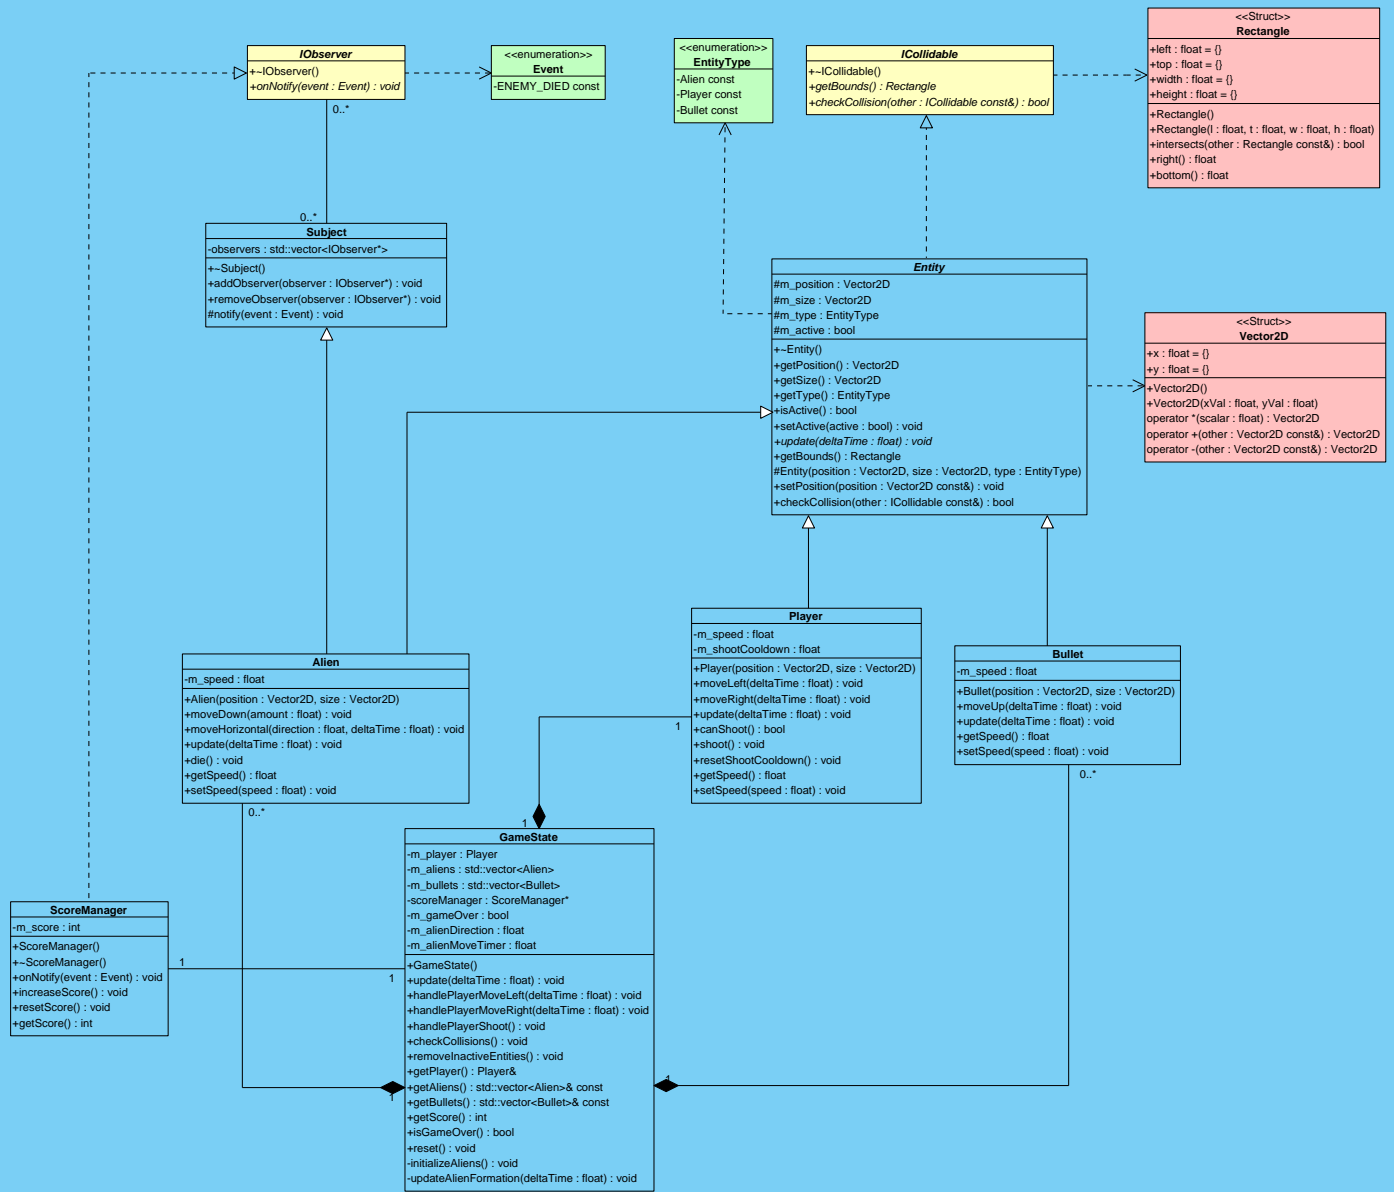 <<Struct>>
Rectangle
+left : float = {}
+top : float = {}
+width : float = {}
+height : float = {}
+Rectangle()
+Rectangle(l : float, t : float, w : float, h : float)
+intersects(other : Rectangle const&) : bool
+right() : float
+bottom() : float
IObserver
+~IObserver()
+onNotify(event : Event) : void
0..*
<<enumeration>>
Event
-ENEMY_DIED const
<<enumeration>>
EntityType
-Alien const
-Player const
-Bullet const
ICollidable
+~ICollidable()
+getBounds() : Rectangle
+checkCollision(other : ICollidable const&) : bool
0..*
Subject
-observers : std::vector<IObserver*>
+~Subject()
+addObserver(observer : IObserver*) : void
+removeObserver(observer : IObserver*) : void
#notify(event : Event) : void
Entity
#m_position : Vector2D
#m_size : Vector2D
#m_type : EntityType
#m_active : bool
+~Entity()
+getPosition() : Vector2D
+getSize() : Vector2D
+getType() : EntityType
+isActive() : bool
+setActive(active : bool) : void
+update(deltaTime : float) : void
+getBounds() : Rectangle
#Entity(position : Vector2D, size : Vector2D, type : EntityType)
+setPosition(position : Vector2D const&) : void
+checkCollision(other : ICollidable const&) : bool
<<Struct>>
Vector2D
+x : float = {}
+y : float = {}
+Vector2D()
+Vector2D(xVal : float, yVal : float)
operator *(scalar : float) : Vector2D
operator +(other : Vector2D const&) : Vector2D
operator -(other : Vector2D const&) : Vector2D
Alien
-m_speed : float
+Alien(position : Vector2D, size : Vector2D)
+moveDown(amount : float) : void
+moveHorizontal(direction : float, deltaTime : float) : void
+update(deltaTime : float) : void
+die() : void
+getSpeed() : float
+setSpeed(speed : float) : void
0..*
Player
-m_speed : float
-m_shootCooldown : float
+Player(position : Vector2D, size : Vector2D)
+moveLeft(deltaTime : float) : void
+moveRight(deltaTime : float) : void
+update(deltaTime : float) : void
+canShoot() : bool
+shoot() : void
+resetShootCooldown() : void
+getSpeed() : float
+setSpeed(speed : float) : void
1
Bullet
-m_speed : float
+Bullet(position : Vector2D, size : Vector2D)
+moveUp(deltaTime : float) : void
+update(deltaTime : float) : void
+getSpeed() : float
+setSpeed(speed : float) : void
0..*
1
GameState
-m_player : Player
-m_aliens : std::vector<Alien>
-m_bullets : std::vector<Bullet>
-scoreManager : ScoreManager*
-m_gameOver : bool
-m_alienDirection : float
-m_alienMoveTimer : float
+GameState()
+update(deltaTime : float) : void
+handlePlayerMoveLeft(deltaTime : float) : void
+handlePlayerMoveRight(deltaTime : float) : void
+handlePlayerShoot() : void
+checkCollisions() : void
+removeInactiveEntities() : void
+getPlayer() : Player&
+getAliens() : std::vector<Alien>& const
+getBullets() : std::vector<Bullet>& const
+getScore() : int
+isGameOver() : bool
+reset() : void
-initializeAliens() : void
-updateAlienFormation(deltaTime : float) : void
ScoreManager
-m_score : int
+ScoreManager()
+~ScoreManager()
+onNotify(event : Event) : void
+increaseScore() : void
+resetScore() : void
+getScore() : int
1
1
1
1